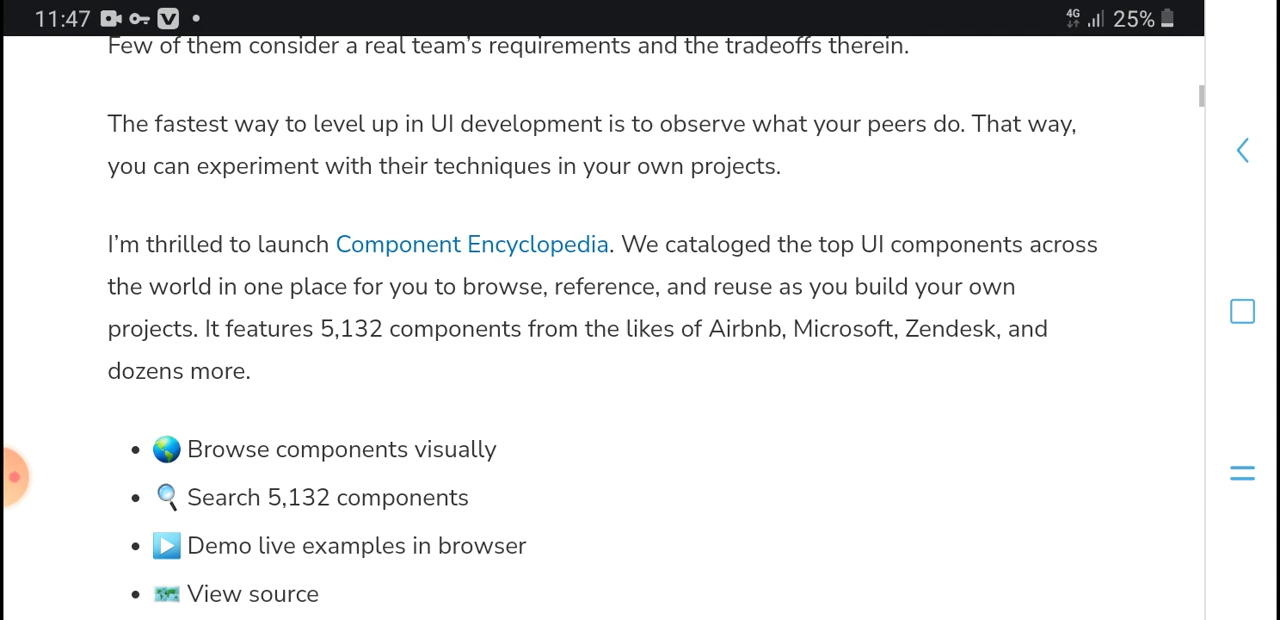 11:47 4G 25%
Few of them consider a real team's requirements and the tradeoffs therein.
The fastest way to level up in UI development is to observe what your peers do. That way,
you can experiment with their techniques in your own projects.
I’m thrilled to launch Component Encyclopedia. We cataloged the top UI components across
the world in one place for you to browse, reference, and reuse as you build your own
projects. It features 5,132 components from the likes of Airbnb, Microsoft, Zendesk, and
dozens more.
• 🌎 Browse components visually
• 🔍 Search 5,132 components
• ▶️ Demo live examples in browser
• 🗺️ View source